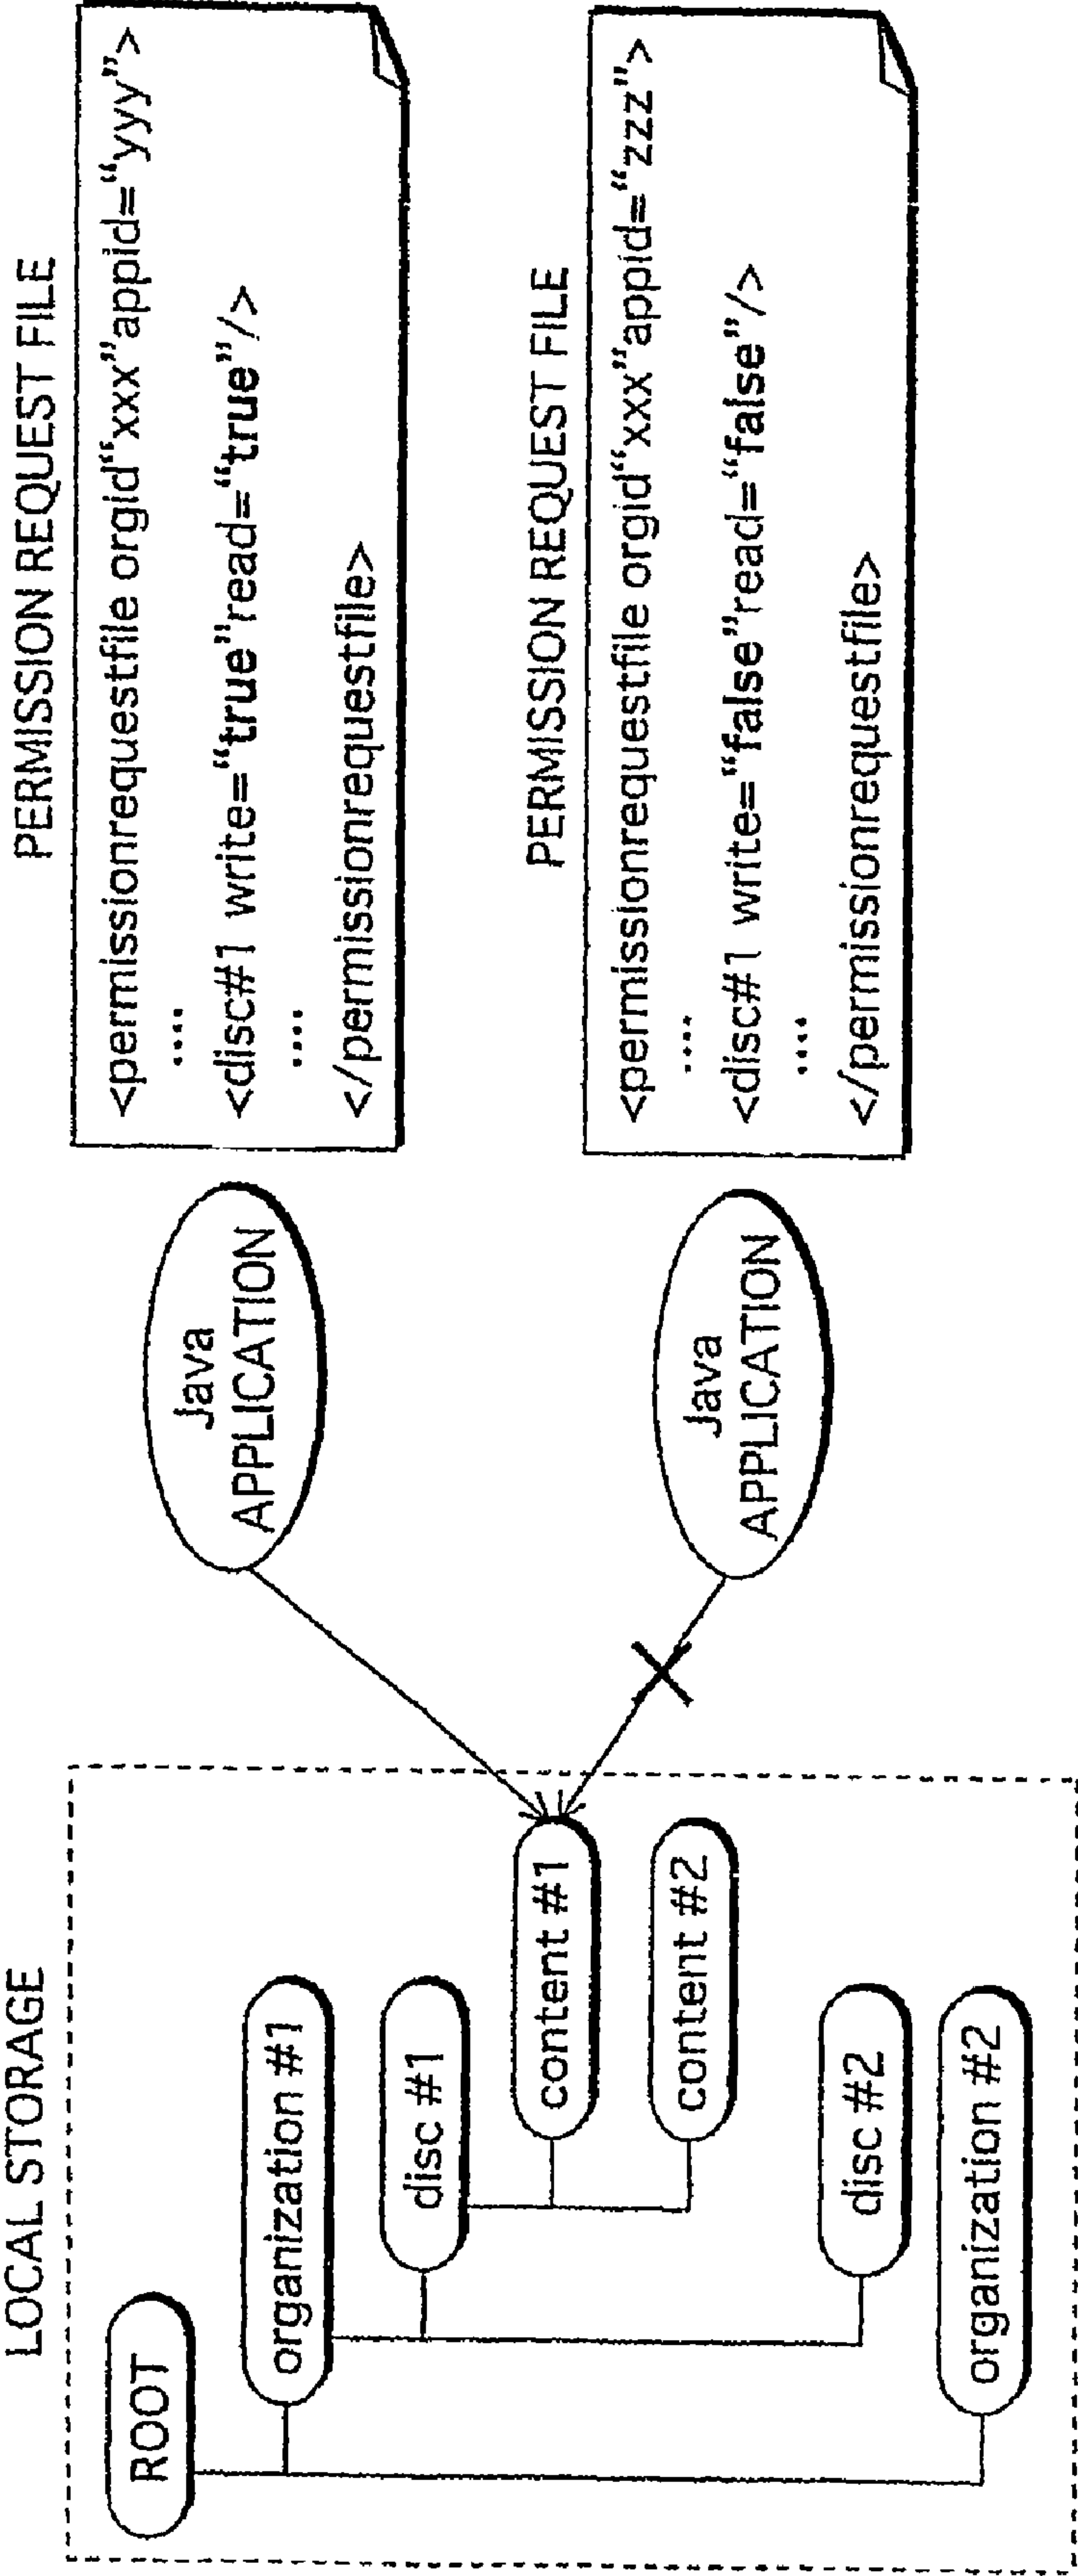 LOCAL STORAGE
ROOT
organization #1
disc #1
content #1
content #2
disc #2
organization #2
Java
APPLICATION
Java
APPLICATION
PERMISSION REQUEST FILE
<permissionrequestfile orgid“xxx”appid=“yyy”>
....
<disc#1 write=“true”read=“true”/>
....
</permissionrequestfile>
PERMISSION REQUEST FILE
<permissionrequestfile orgid“xxx”appid=“zzz”>
....
<disc#1 write=“false”read=“false”/>
....
</permissionrequestfile>